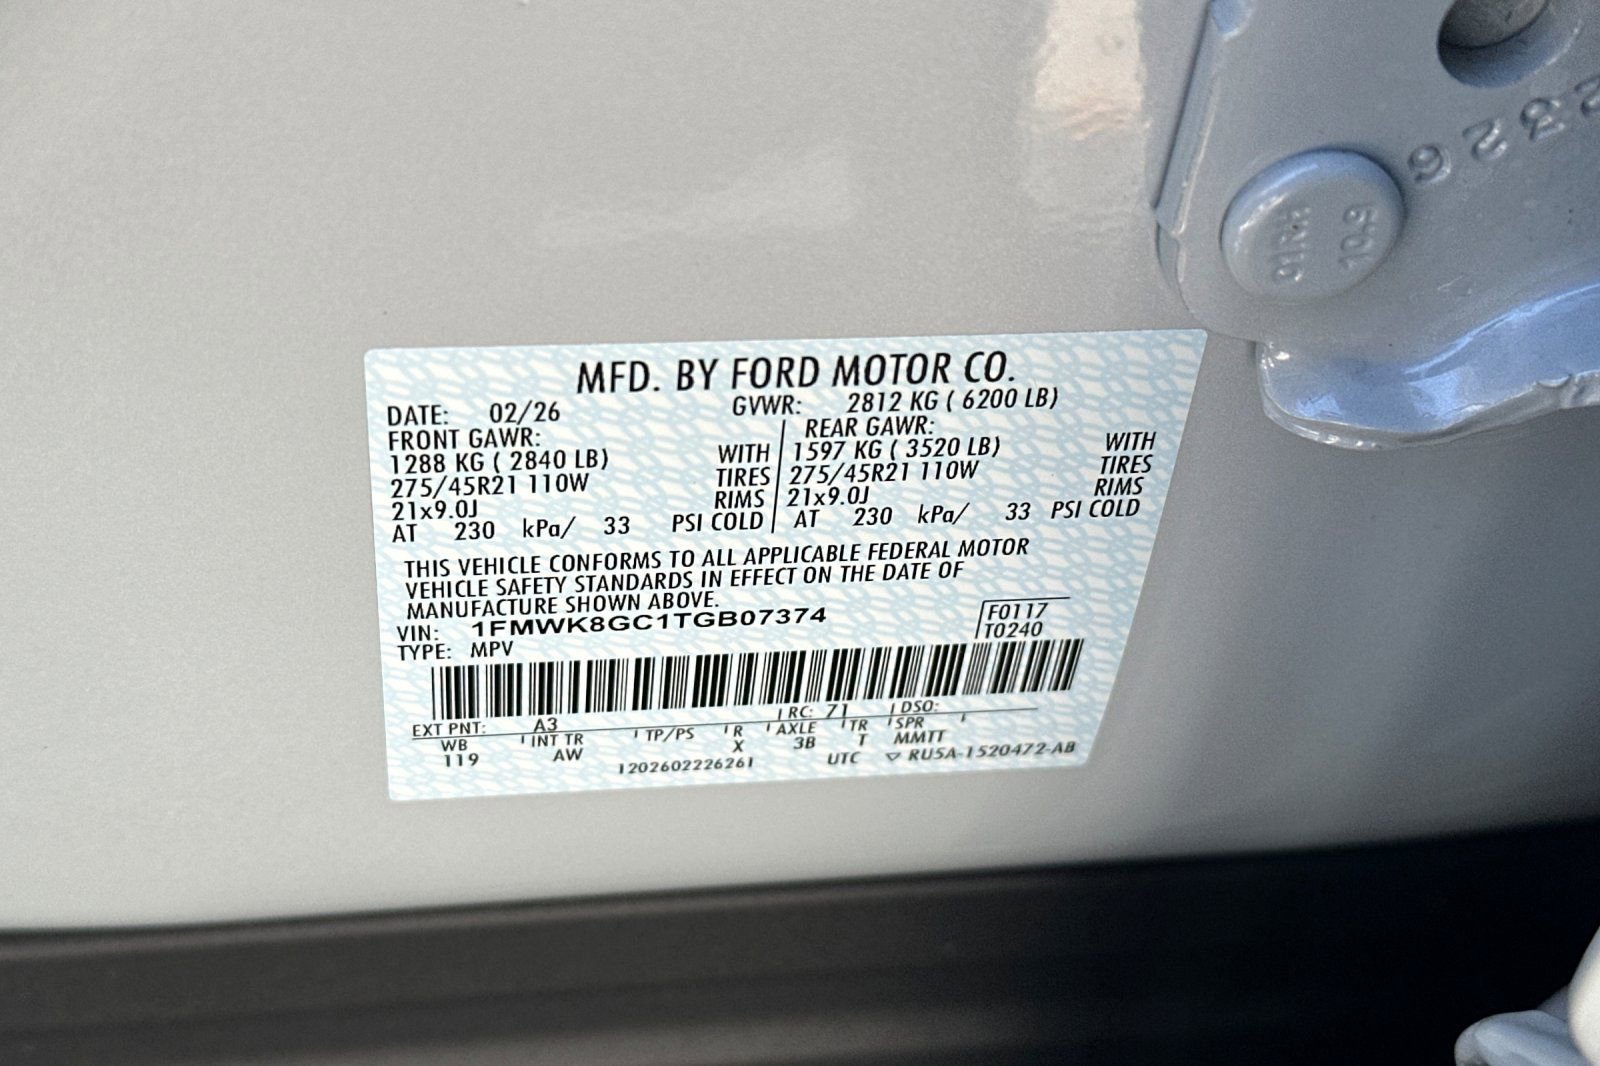 2326
91RH
10.9
MFD. BY FORD MOTOR CO.
DATE: 02/26 GVWR: 2812 KG ( 6200 LB)
FRONT GAWR: REAR GAWR:
1288 KG ( 2840 LB) WITH 1597 KG ( 3520 LB) WITH
275/45R21 110W TIRES 275/45R21 110W TIRES
21x9.0J RIMS 21x9.0J RIMS
AT 230 kPa/ 33 PSI COLD AT 230 kPa/ 33 PSI COLD
THIS VEHICLE CONFORMS TO ALL APPLICABLE FEDERAL MOTOR
VEHICLE SAFETY STANDARDS IN EFFECT ON THE DATE OF
MANUFACTURE SHOWN ABOVE.
VIN: 1FMWK8GC1TGB07374 F0117
TYPE: MPV T0240
EXT PNT: A3 RC: 71 DSO:
WB INT TR TP/PS R AXLE TR SPR
119 AW X 3B T MMTT
1202602226261 UTC ▽ RU5A-1520472-AB